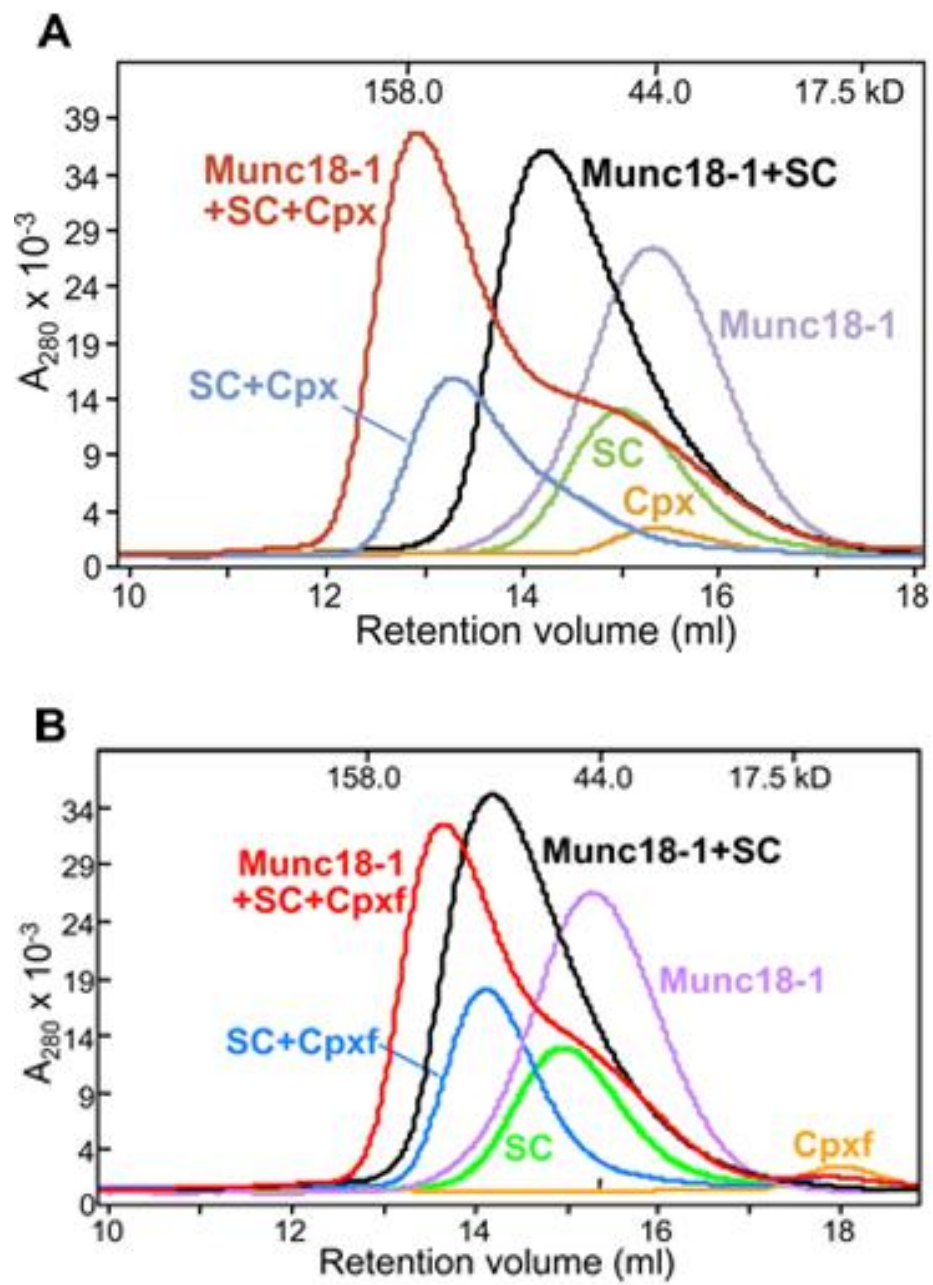 A
158.0 44.0 17.5 kD
39
34
29
24
19
14
9
4
0
A280 x 10-3
Munc18-1
+SC+Cpx
Munc18-1+SC
Munc18-1
SC+Cpx
SC
Cpx
10 12 14 16 18
Retention volume (ml)
B
158.0 44.0 17.5 kD
34
29
24
19
14
9
4
0
A280 x 10-3
Munc18-1
+SC+Cpxf
Munc18-1+SC
Munc18-1
SC+Cpxf
SC
Cpxf
10 12 14 16 18
Retention volume (ml)